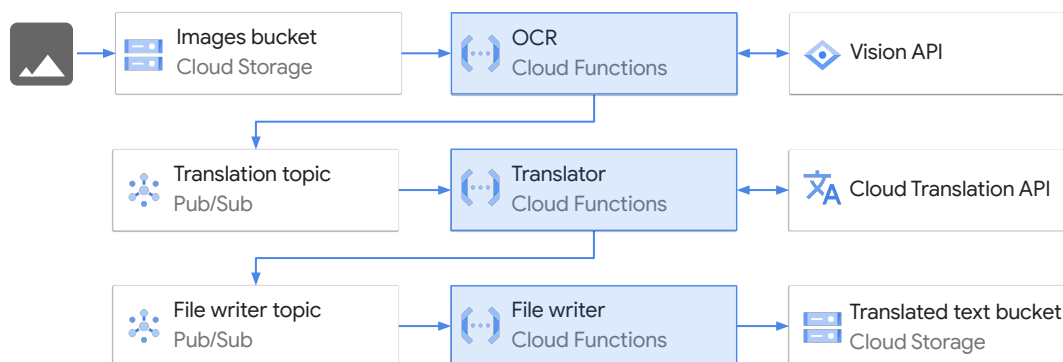 Images bucket
Cloud Storage
OCR
Cloud Functions
Vision API
Translation topic
Pub/Sub
Translator
Cloud Functions
Cloud Translation API
File writer topic
Pub/Sub
File writer
Cloud Functions
Translated text bucket
Cloud Storage